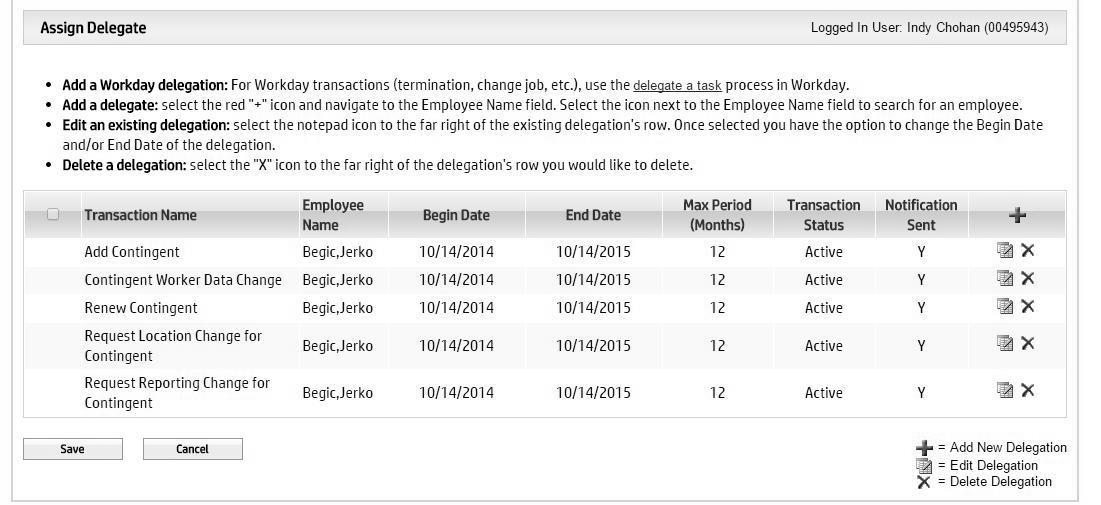 Assign Delegate
Logged In User: Indy Chohan (00495943)
• Add a Workday delegation: For Workday transactions (termination, change job, etc.), use the delegate a task process in Workday.
• Add a delegate: select the red "+" icon and navigate to the Employee Name field. Select the icon next to the Employee Name field to search for an employee.
• Edit an existing delegation: select the notepad icon to the far right of the existing delegation's row. Once selected you have the option to change the Begin Date
and/or End Date of the delegation.
• Delete a delegation: select the "X" icon to the far right of the delegation's row you would like to delete.
Transaction Name Employee Name Begin Date End Date Max Period (Months) Transaction Status Notification Sent
Add Contingent Begic,Jerko 10/14/2014 10/14/2015 12 Active Y
Contingent Worker Data Change Begic,Jerko 10/14/2014 10/14/2015 12 Active Y
Renew Contingent Begic,Jerko 10/14/2014 10/14/2015 12 Active Y
Request Location Change for Contingent Begic,Jerko 10/14/2014 10/14/2015 12 Active Y
Request Reporting Change for Contingent Begic,Jerko 10/14/2014 10/14/2015 12 Active Y
Save Cancel
= Add New Delegation
= Edit Delegation
= Delete Delegation